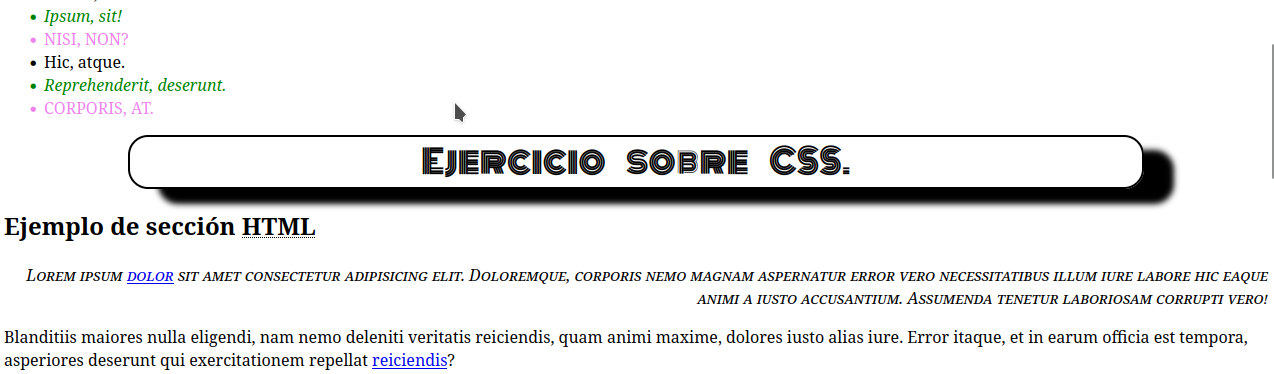 Ipsum, sit!
NISI, NON?
Hic, atque.
Reprehenderit, deserunt.
CORPORIS, AT.
Ejercicio sobre CSS.
Ejemplo de sección HTML
Lorem ipsum dolor sit amet consectetur adipisicing elit. Doloremque, corporis nemo magnam aspernatur error vero necessitatibus illum iure labore hic eaque
animi a iusto accusantium. Assumenda tenetur laboriosam corrupti vero!
Blanditiis maiores nulla eligendi, nam nemo deleniti veritatis reiciendis, quam animi maxime, dolores iusto alias iure. Error itaque, et in earum officia est tempora,
asperiores deserunt qui exercitationem repellat reiciendis?